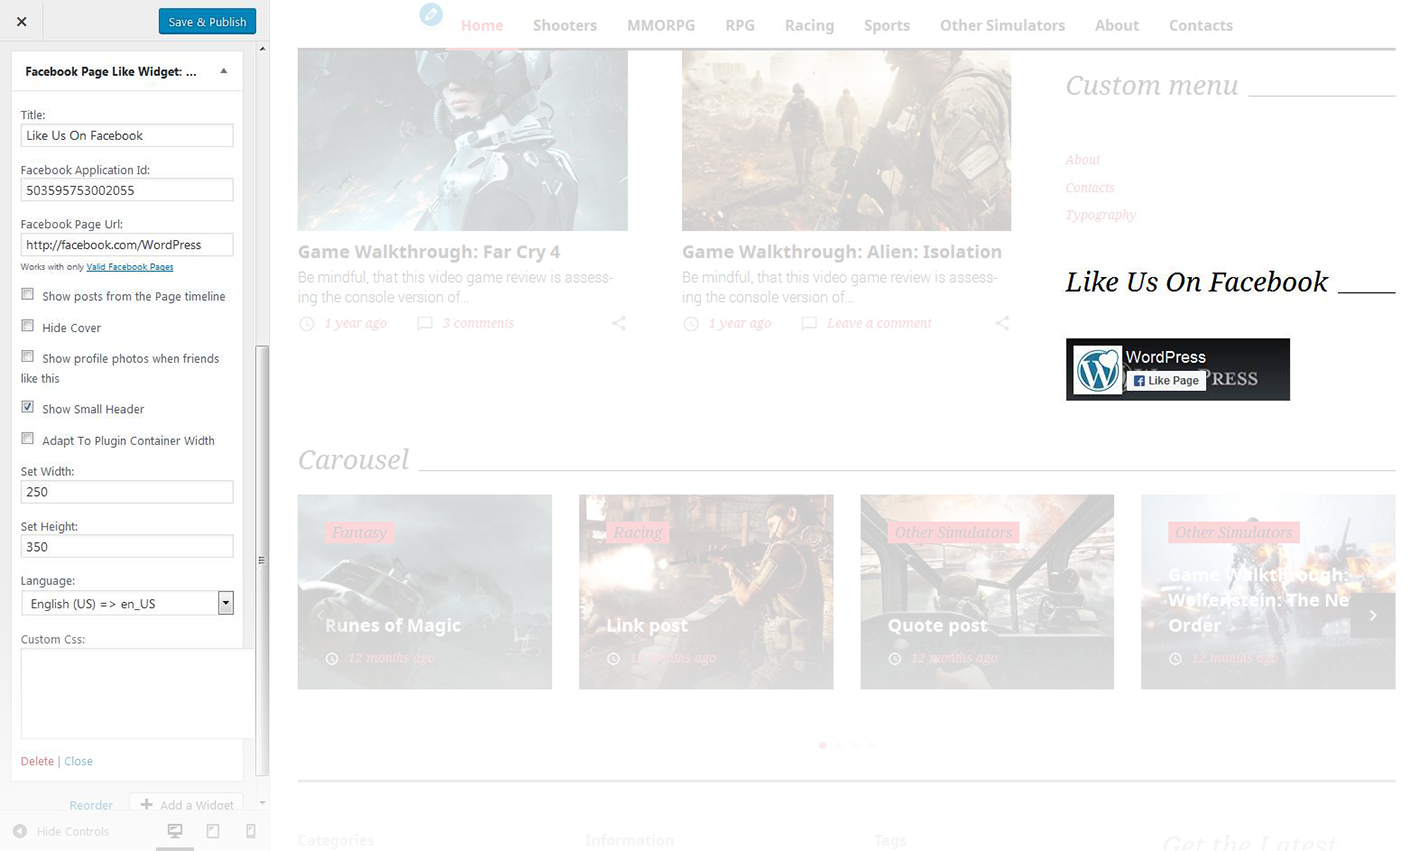 Save & Publish
Facebook Page Like Widget: ...
Title:
Like Us On Facebook
Facebook Application Id:
503595753002055
Facebook Page Url:
http://facebook.com/WordPress
Works with only Valid Facebook Pages
Show posts from the Page timeline
Hide Cover
Show profile photos when friends
like this
Show Small Header
Adapt To Plugin Container Width
Set Width:
250
Set Height:
350
Language:
English (US) => en_US
Custom Css:
Delete | Close
Reorder
Add a Widget
Hide Controls
Home Shooters MMORPG RPG Racing Sports Other Simulators About Contacts
Game Walkthrough: Far Cry 4
Be mindful, that this video game review is assess-
ing the console version of...
1 year ago 3 comments
Game Walkthrough: Alien: Isolation
Be mindful, that this video game review is assess-
ing the console version of...
1 year ago Leave a comment
Custom menu
About
Contacts
Typography
Like Us On Facebook
WordPress
Like Page
PRESS
Carousel
Fantasy
Runes of Magic
12 months ago
Racing
Link post
months ago
Other Simulators
Quote post
12 months ago
Other Simulators
Game Walkthrough:
Wolfenstein: The Ne
Order
12 months ago
Categories Information Tags
Get the Latest